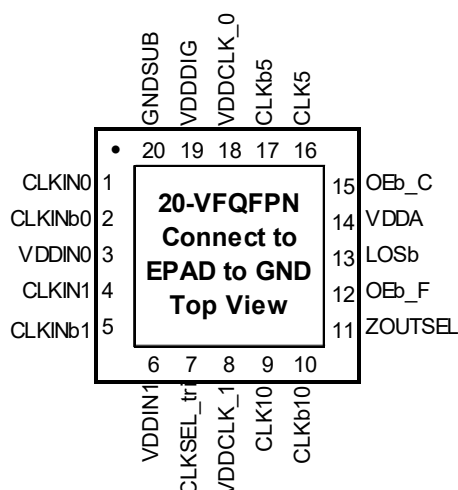 GNDSUB
VDDDIG
VDDCLK_0
CLKb5
CLK5
20 19 18 17 16
CLKIN0 1
CLKINb0 2
VDDIN0 3
CLKIN1 4
CLKINb1 5
20-VFQFPN
Connect to
EPAD to GND
Top View
15 OEb_C
14 VDDA
13 LOSb
12 OEb_F
11 ZOUTSEL
6 7 8 9 10
VDDIN1
CLKSEL_tri
VDDCLK_1
CLK10
CLKb10